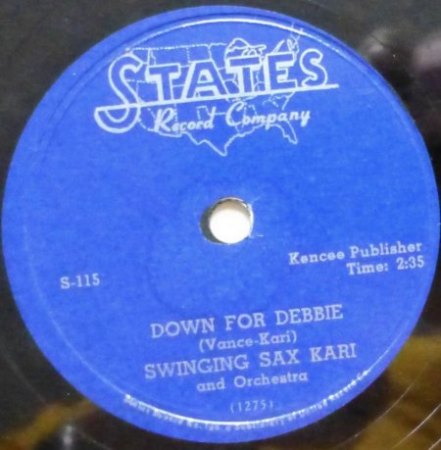 The
STATES
Record Company
Kencee Publisher
Time: 2:35
S-115
DOWN FOR DEBBIE
(Vance-Kari)
SWINGING SAX KARI
and Orchestra
(1275)